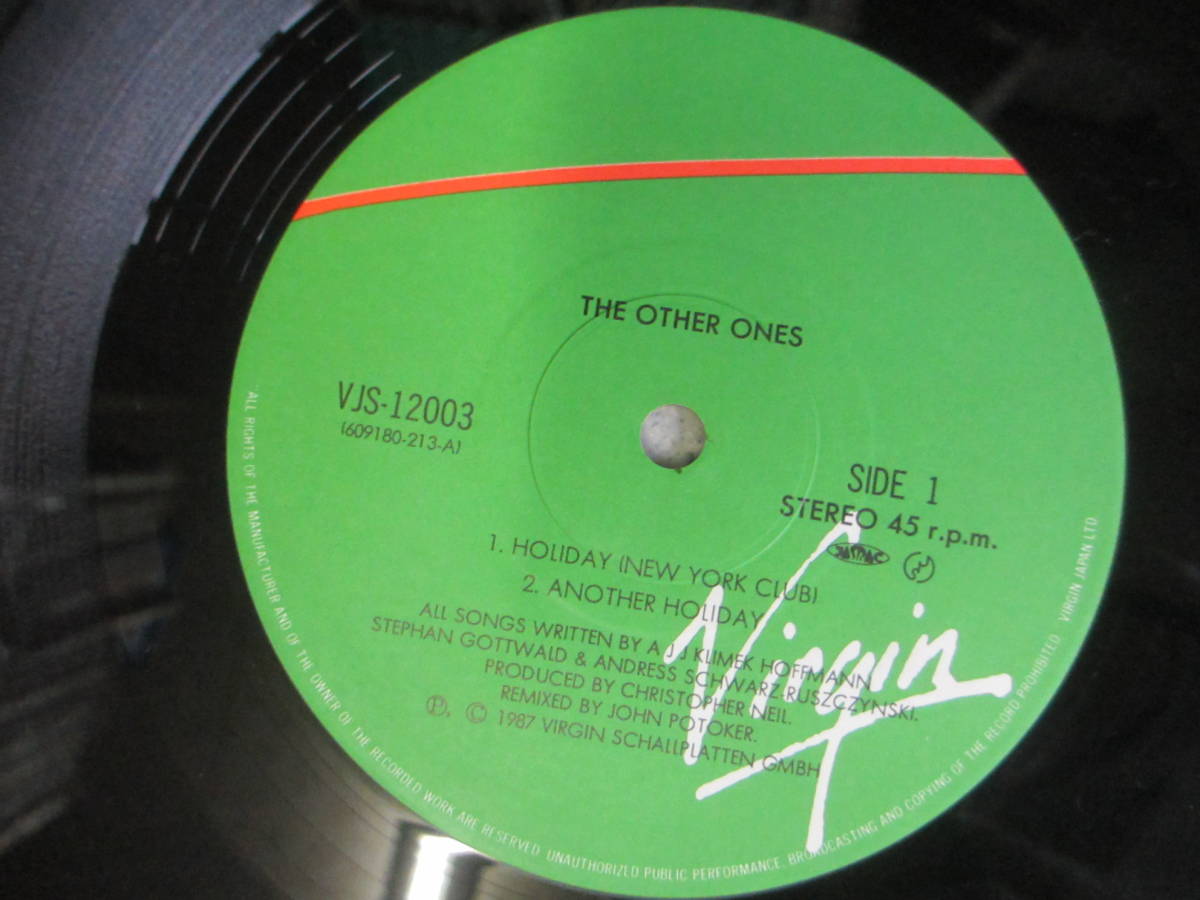 THE OTHER ONES
VJS-12003
(609180-213-A)
SIDE 1
STEREO 45 r.p.m.
JASRAC
1. HOLIDAY (NEW YORK CLUB)
2. ANOTHER HOLIDAY
ALL SONGS WRITTEN BY A J J KLIMEK HOFFMANN
STEPHAN GOTTWALD & ANDRESS SCHWARZ-RUSZCZYNSKI.
PRODUCED BY CHRISTOPHER NEIL.
REMIXED BY JOHN POTOKER.
Ⓟ, © 1987 VIRGIN SCHALLPLATTEN GMBH
Virgin
ALL RIGHTS OF THE MANUFACTURER AND OF THE OWNER OF THE RECORDED WORK ARE RESERVED. UNAUTHORIZED PUBLIC PERFORMANCE. BROADCASTING AND COPYING OF THE RECORD PROHIBITED. VIRGIN JAPAN LTD